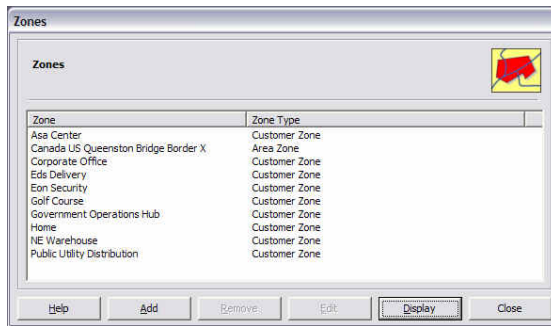 Zones
Zones
Zone Zone Type
Asa Center Customer Zone
Canada US Queenston Bridge Border X Area Zone
Corporate Office Customer Zone
Eds Delivery Customer Zone
Eon Security Customer Zone
Golf Course Customer Zone
Government Operations Hub Customer Zone
Home Customer Zone
NE Warehouse Customer Zone
Public Utility Distribution Customer Zone
Help Add Remove Edit Display Close